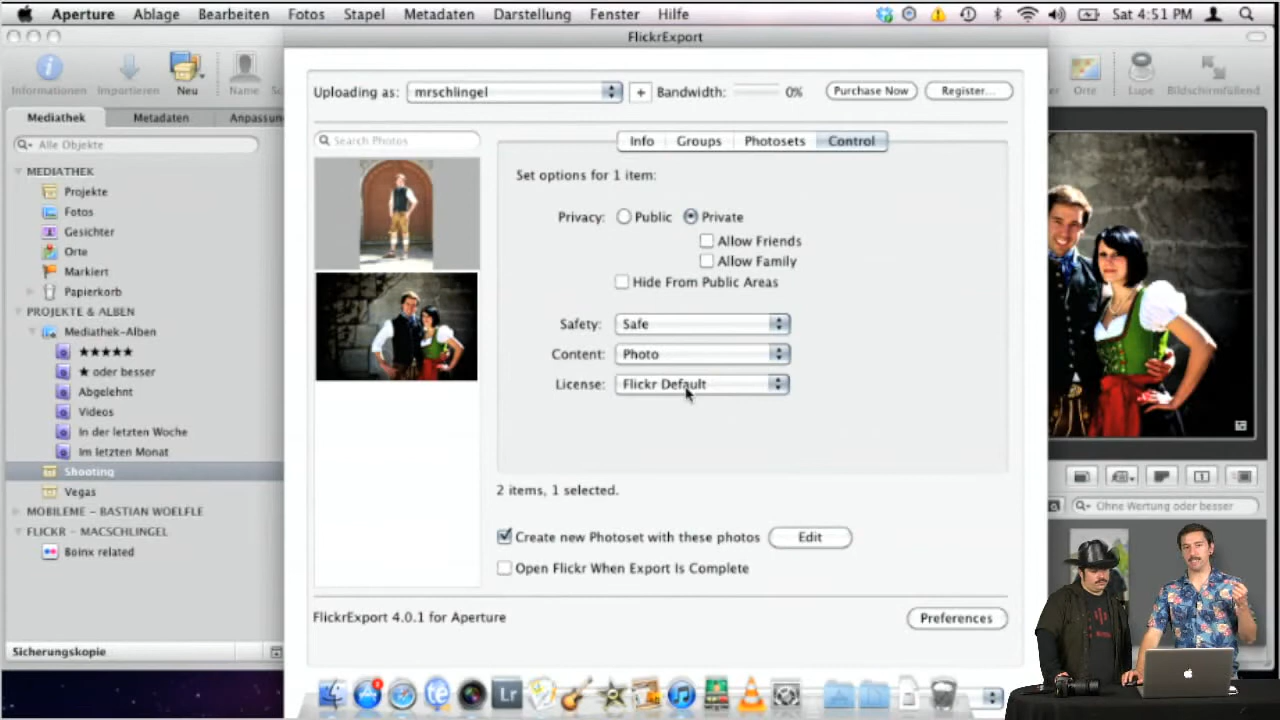 Aperture Ablage Bearbeiten Fotos Stapel Metadaten Darstellung Fenster Hilfe Sat 4:51 PM
FlickrExport
Informationen Importieren Neu Name
Orte Lupe Bildschirmfüllend
Uploading as: mrschlingel + Bandwidth: 0% Purchase Now Register...
Mediathek Metadaten Anpassun
Alle Objekte
Search Photos
Info Groups Photosets Control
MEDIATHEK
Projekte
Fotos
Gesichter
Orte
Markiert
Papierkorb
PROJEKTE & ALBEN
Mediathek-Alben
★★★★★
★ oder besser
Abgelehnt
Videos
In der letzten Woche
Im letzten Monat
Shooting
Vegas
MOBILEME – BASTIAN WOELFLE
FLICKR – MACSCHLINGEL
Boinx related
Sicherungskopie
Set options for 1 item:
Privacy: Public Private
Allow Friends
Allow Family
Hide From Public Areas
Safety: Safe
Content: Photo
License: Flickr Default
2 items, 1 selected.
Create new Photoset with these photos Edit
Open Flickr When Export Is Complete
FlickrExport 4.0.1 for Aperture Preferences
Ohne Wertung oder besser
Lr